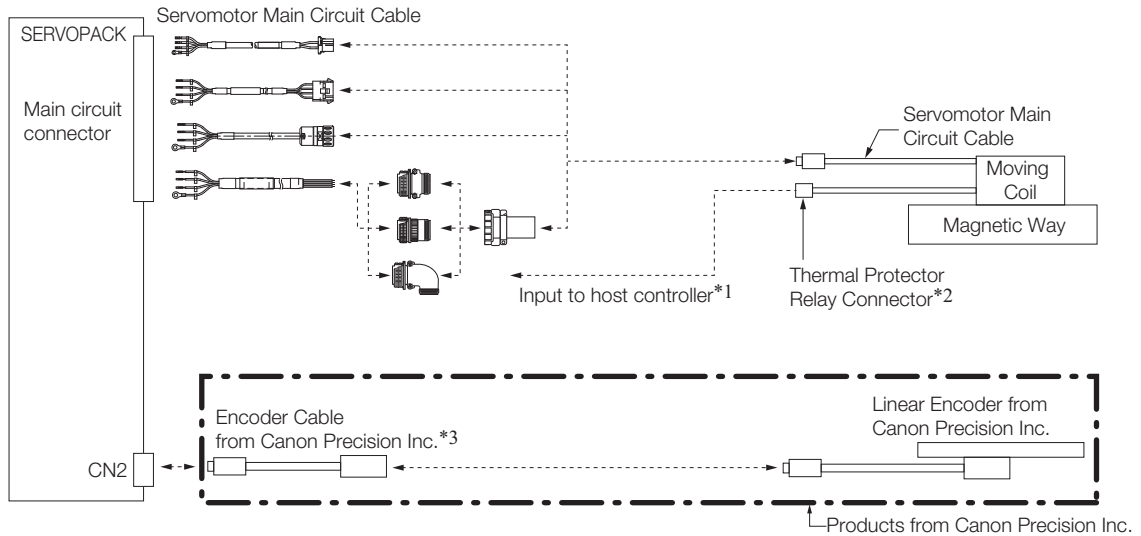 Servomotor Main Circuit Cable
SERVOPACK
Main circuit
connector
Servomotor Main
Circuit Cable
Moving
Coil
Magnetic Way
Thermal Protector
Relay Connector*2
Input to host controller*1
Encoder Cable
from Canon Precision Inc.*3
Linear Encoder from
Canon Precision Inc.
CN2
Products from Canon Precision Inc.